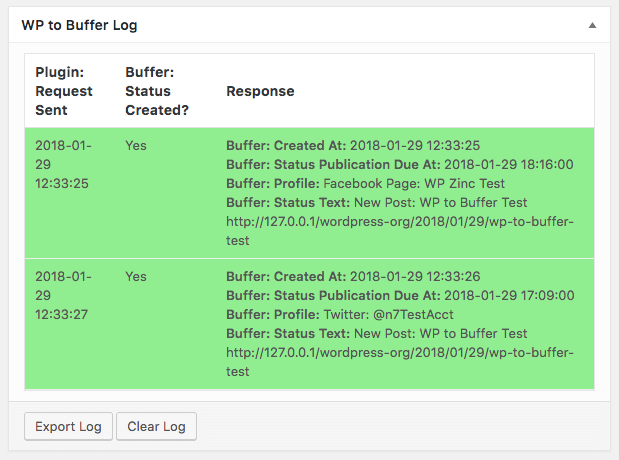 WP to Buffer Log
Plugin:
Request
Sent
Buffer:
Status
Created?
Response
2018-01-
29
12:33:25
Yes
Buffer: Created At: 2018-01-29 12:33:25
Buffer: Status Publication Due At: 2018-01-29 18:16:00
Buffer: Profile: Facebook Page: WP Zinc Test
Buffer: Status Text: New Post: WP to Buffer Test
http://127.0.0.1/wordpress-org/2018/01/29/wp-to-buffer-
test
2018-01-
29
12:33:27
Yes
Buffer: Created At: 2018-01-29 12:33:26
Buffer: Status Publication Due At: 2018-01-29 17:09:00
Buffer: Profile: Twitter: @n7TestAcct
Buffer: Status Text: New Post: WP to Buffer Test
http://127.0.0.1/wordpress-org/2018/01/29/wp-to-buffer-
test
Export Log
Clear Log